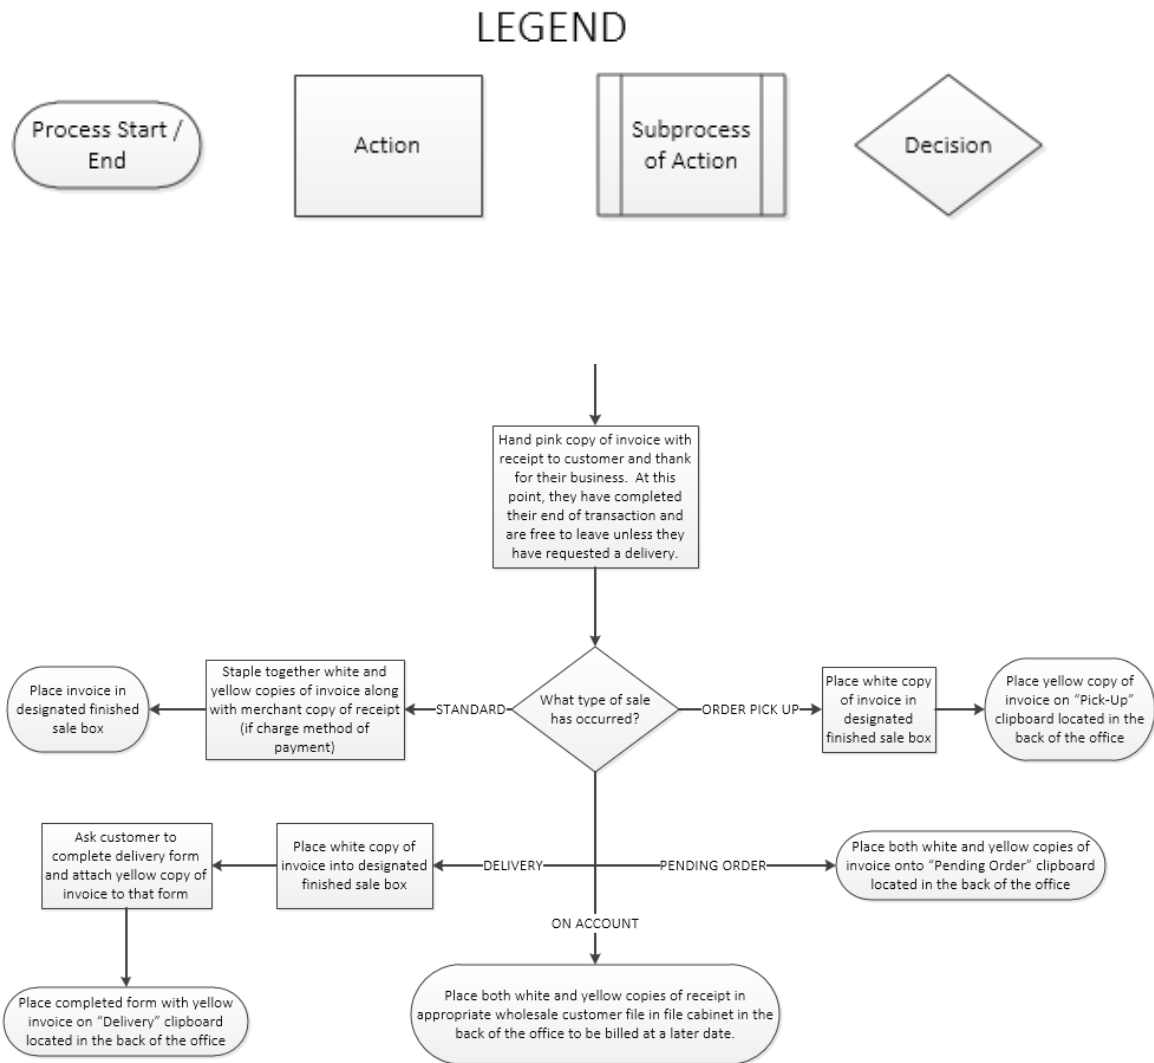 LEGEND
Process Start /
End
Action
Subprocess
of Action
Decision
Hand pink copy of invoice with
receipt to customer and thank
for their business.  At this
point, they have completed
their end of transaction and
are free to leave unless they
have requested a delivery.
Place invoice in
designated finished
sale box
Staple together white and
yellow copies of invoice along
with merchant copy of receipt
(if charge method of
payment)
STANDARD
What type of sale
has occurred?
ORDER PICK UP
Place white copy
of invoice in
designated
finished sale box
Place yellow copy of
invoice on “Pick-Up”
clipboard located in the
back of the office
Ask customer to
complete delivery form
and attach yellow copy of
invoice to that form
Place white copy of
invoice into designated
finished sale box
DELIVERY
PENDING ORDER
Place both white and yellow copies of
invoice onto “Pending Order” clipboard
located in the back of the office
ON ACCOUNT
Place completed form with yellow
invoice on “Delivery” clipboard
located in the back of the office
Place both white and yellow copies of receipt in
appropriate wholesale customer file in file cabinet in the
back of the office to be billed at a later date.